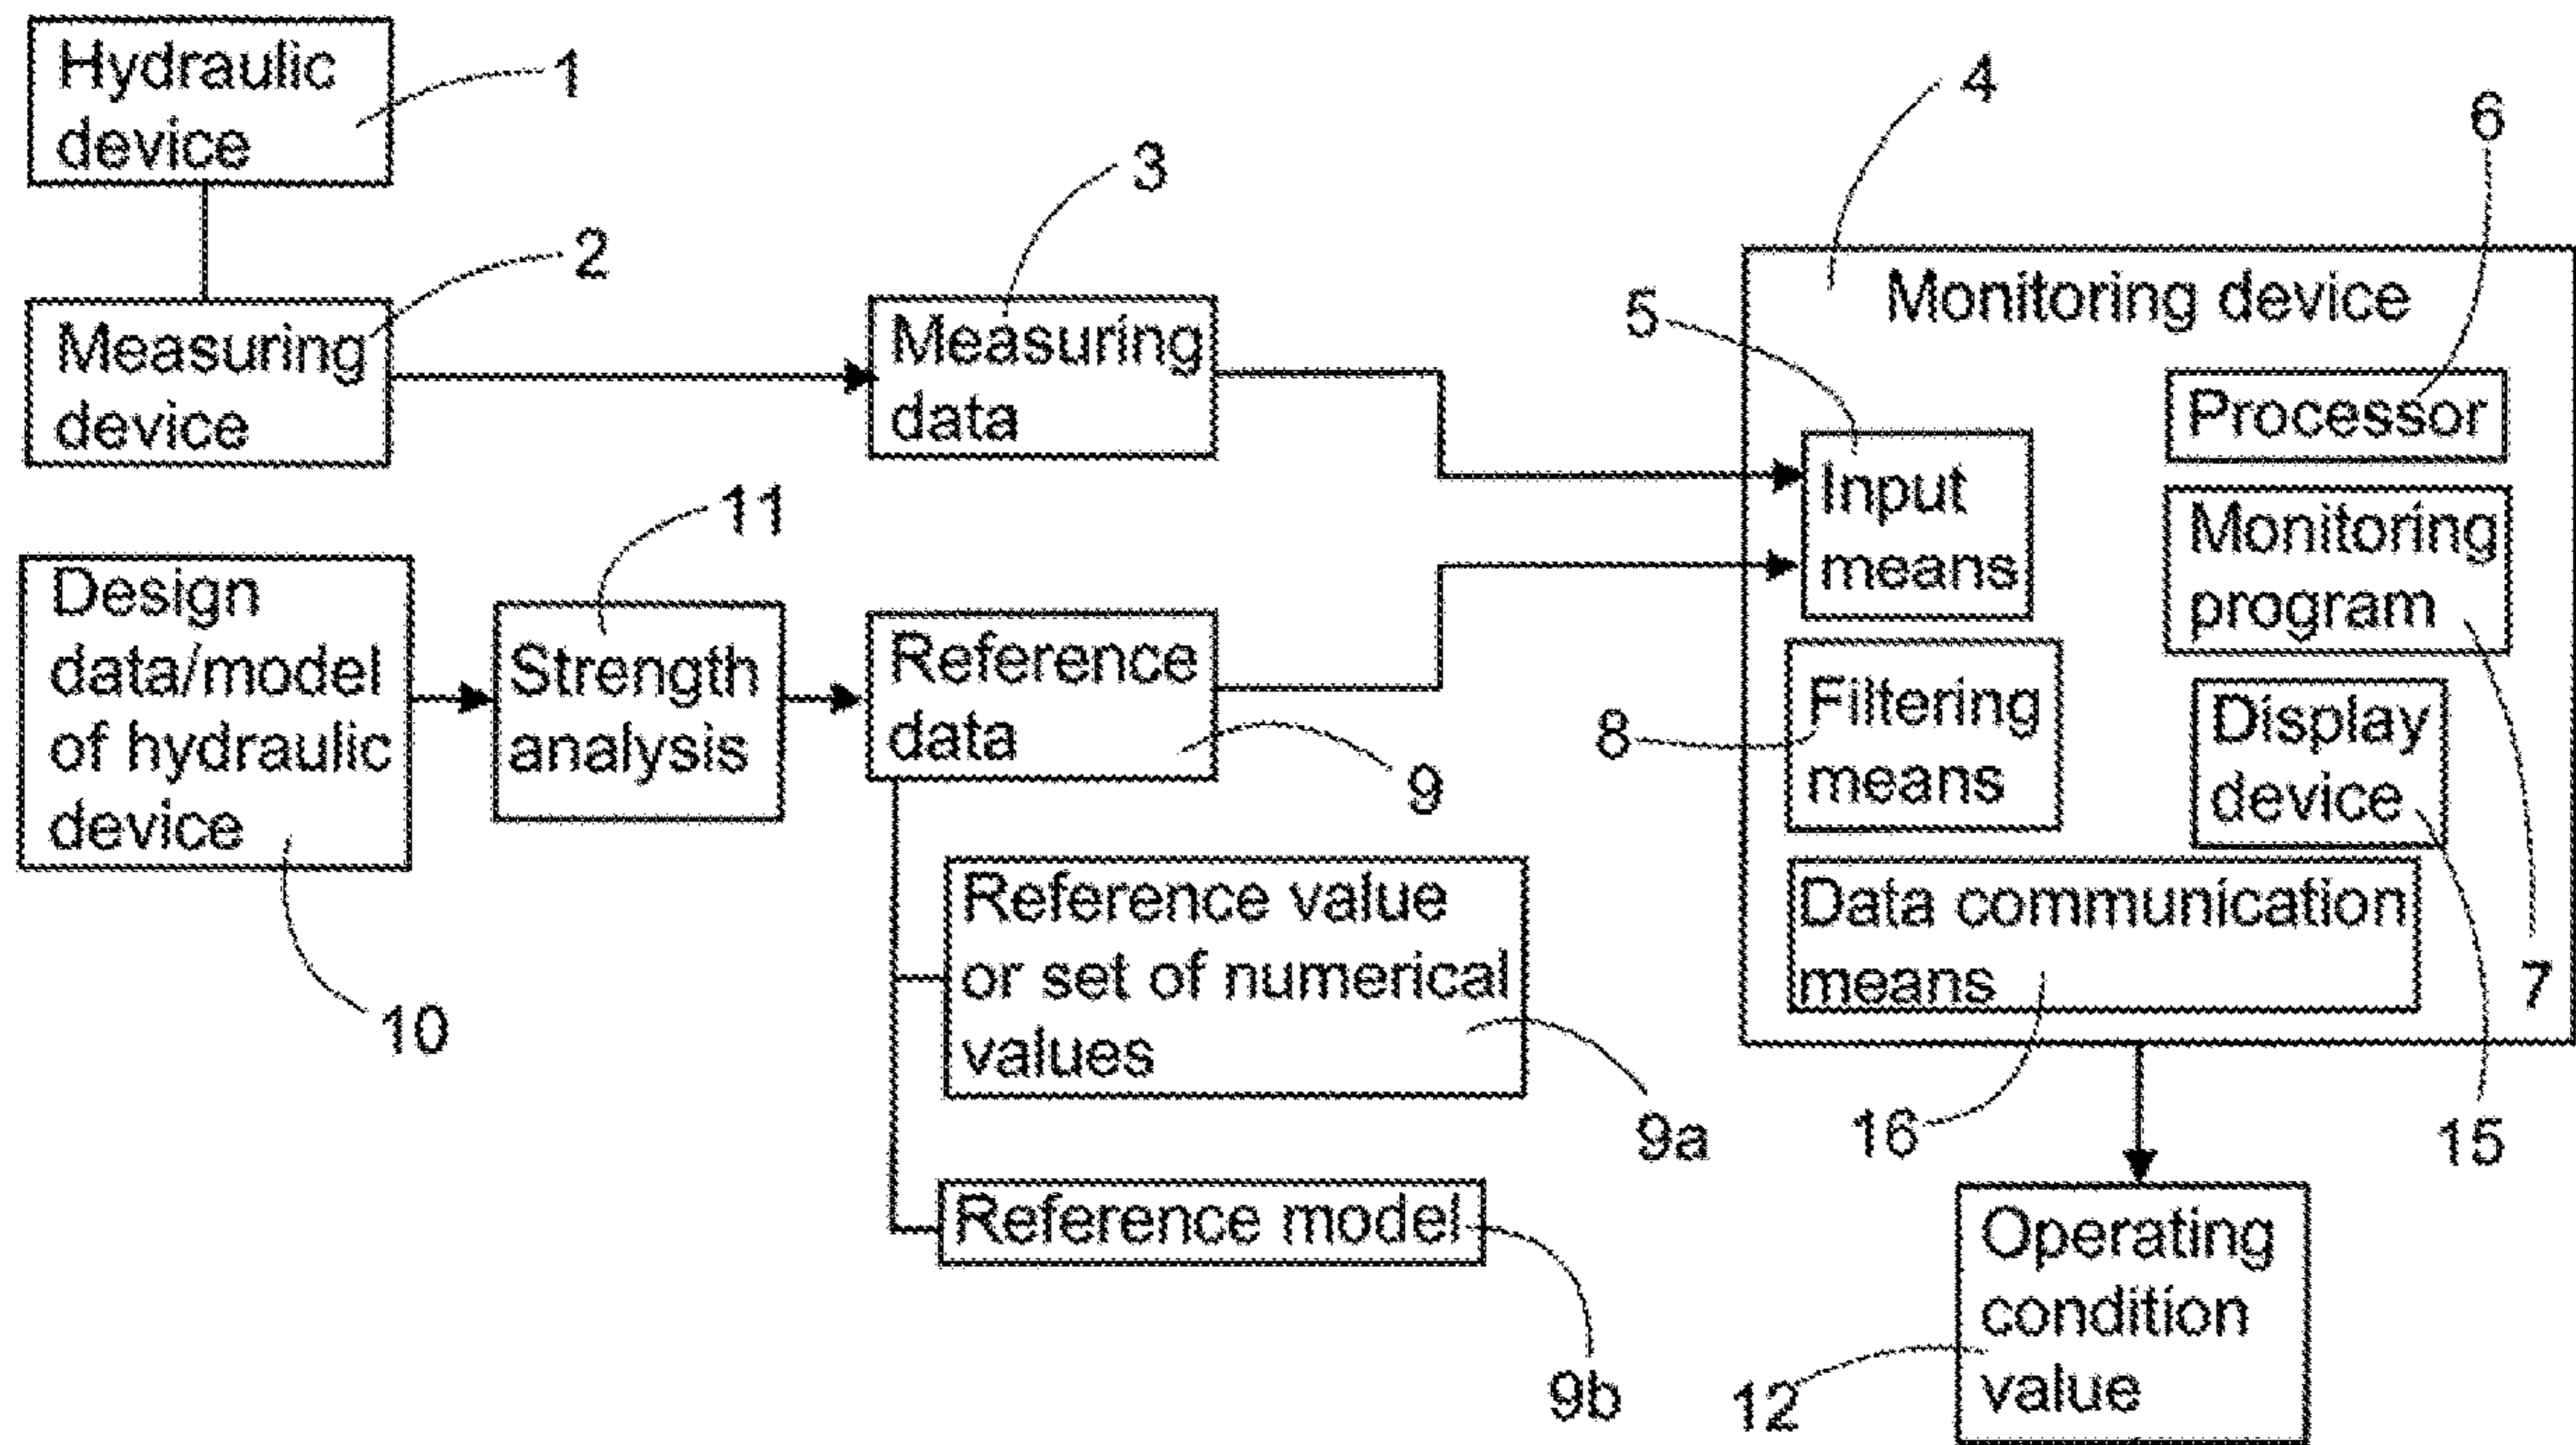 Hydraulic
device
1
Measuring
device
2
Measuring
data
3
Design
data/model
of hydraulic
device
10
Strength
analysis
11
Reference
data
9
Reference value
or set of numerical
values
9a
Reference model
9b
4
Monitoring device
5
Input
means
6
Processor
Monitoring
program
7
8
Filtering
means
Display
device
15
Data communication
means
16
Operating
condition
value
12